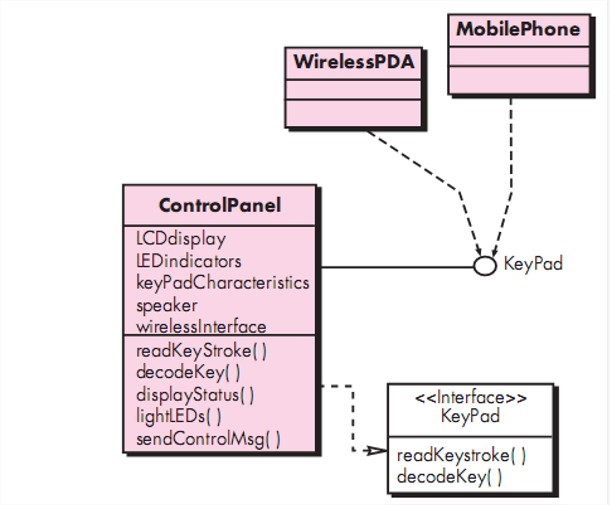 MobilePhone
WirelessPDA
ControlPanel
LCDdisplay
LEDindicators
keyPadCharacteristics
speaker
wirelessInterface
readKeyStroke( )
decodeKey( )
displayStatus( )
lightLEDs( )
sendControlMsg( )
KeyPad
<<Interface>>
KeyPad
readKeystroke( )
decodeKey( )